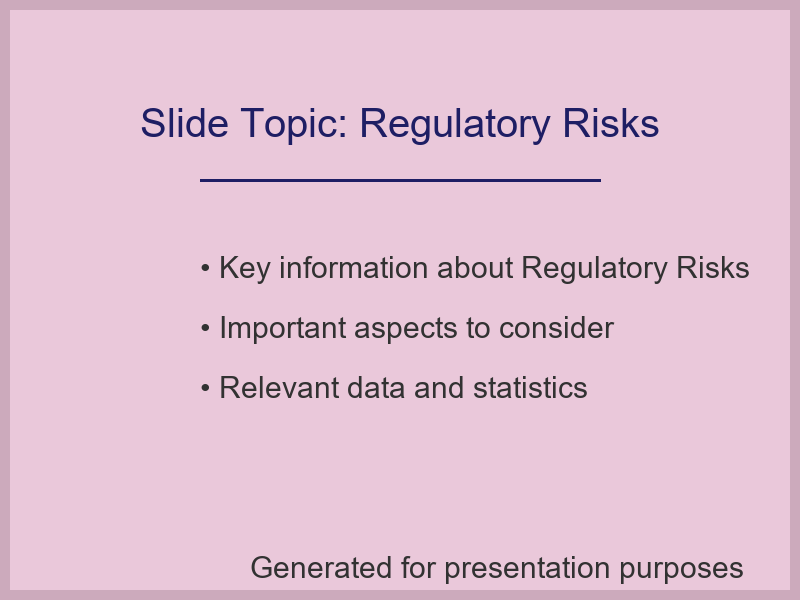 Slide Topic: Regulatory Risks
• Key information about Regulatory Risks
• Important aspects to consider
• Relevant data and statistics
Generated for presentation purposes